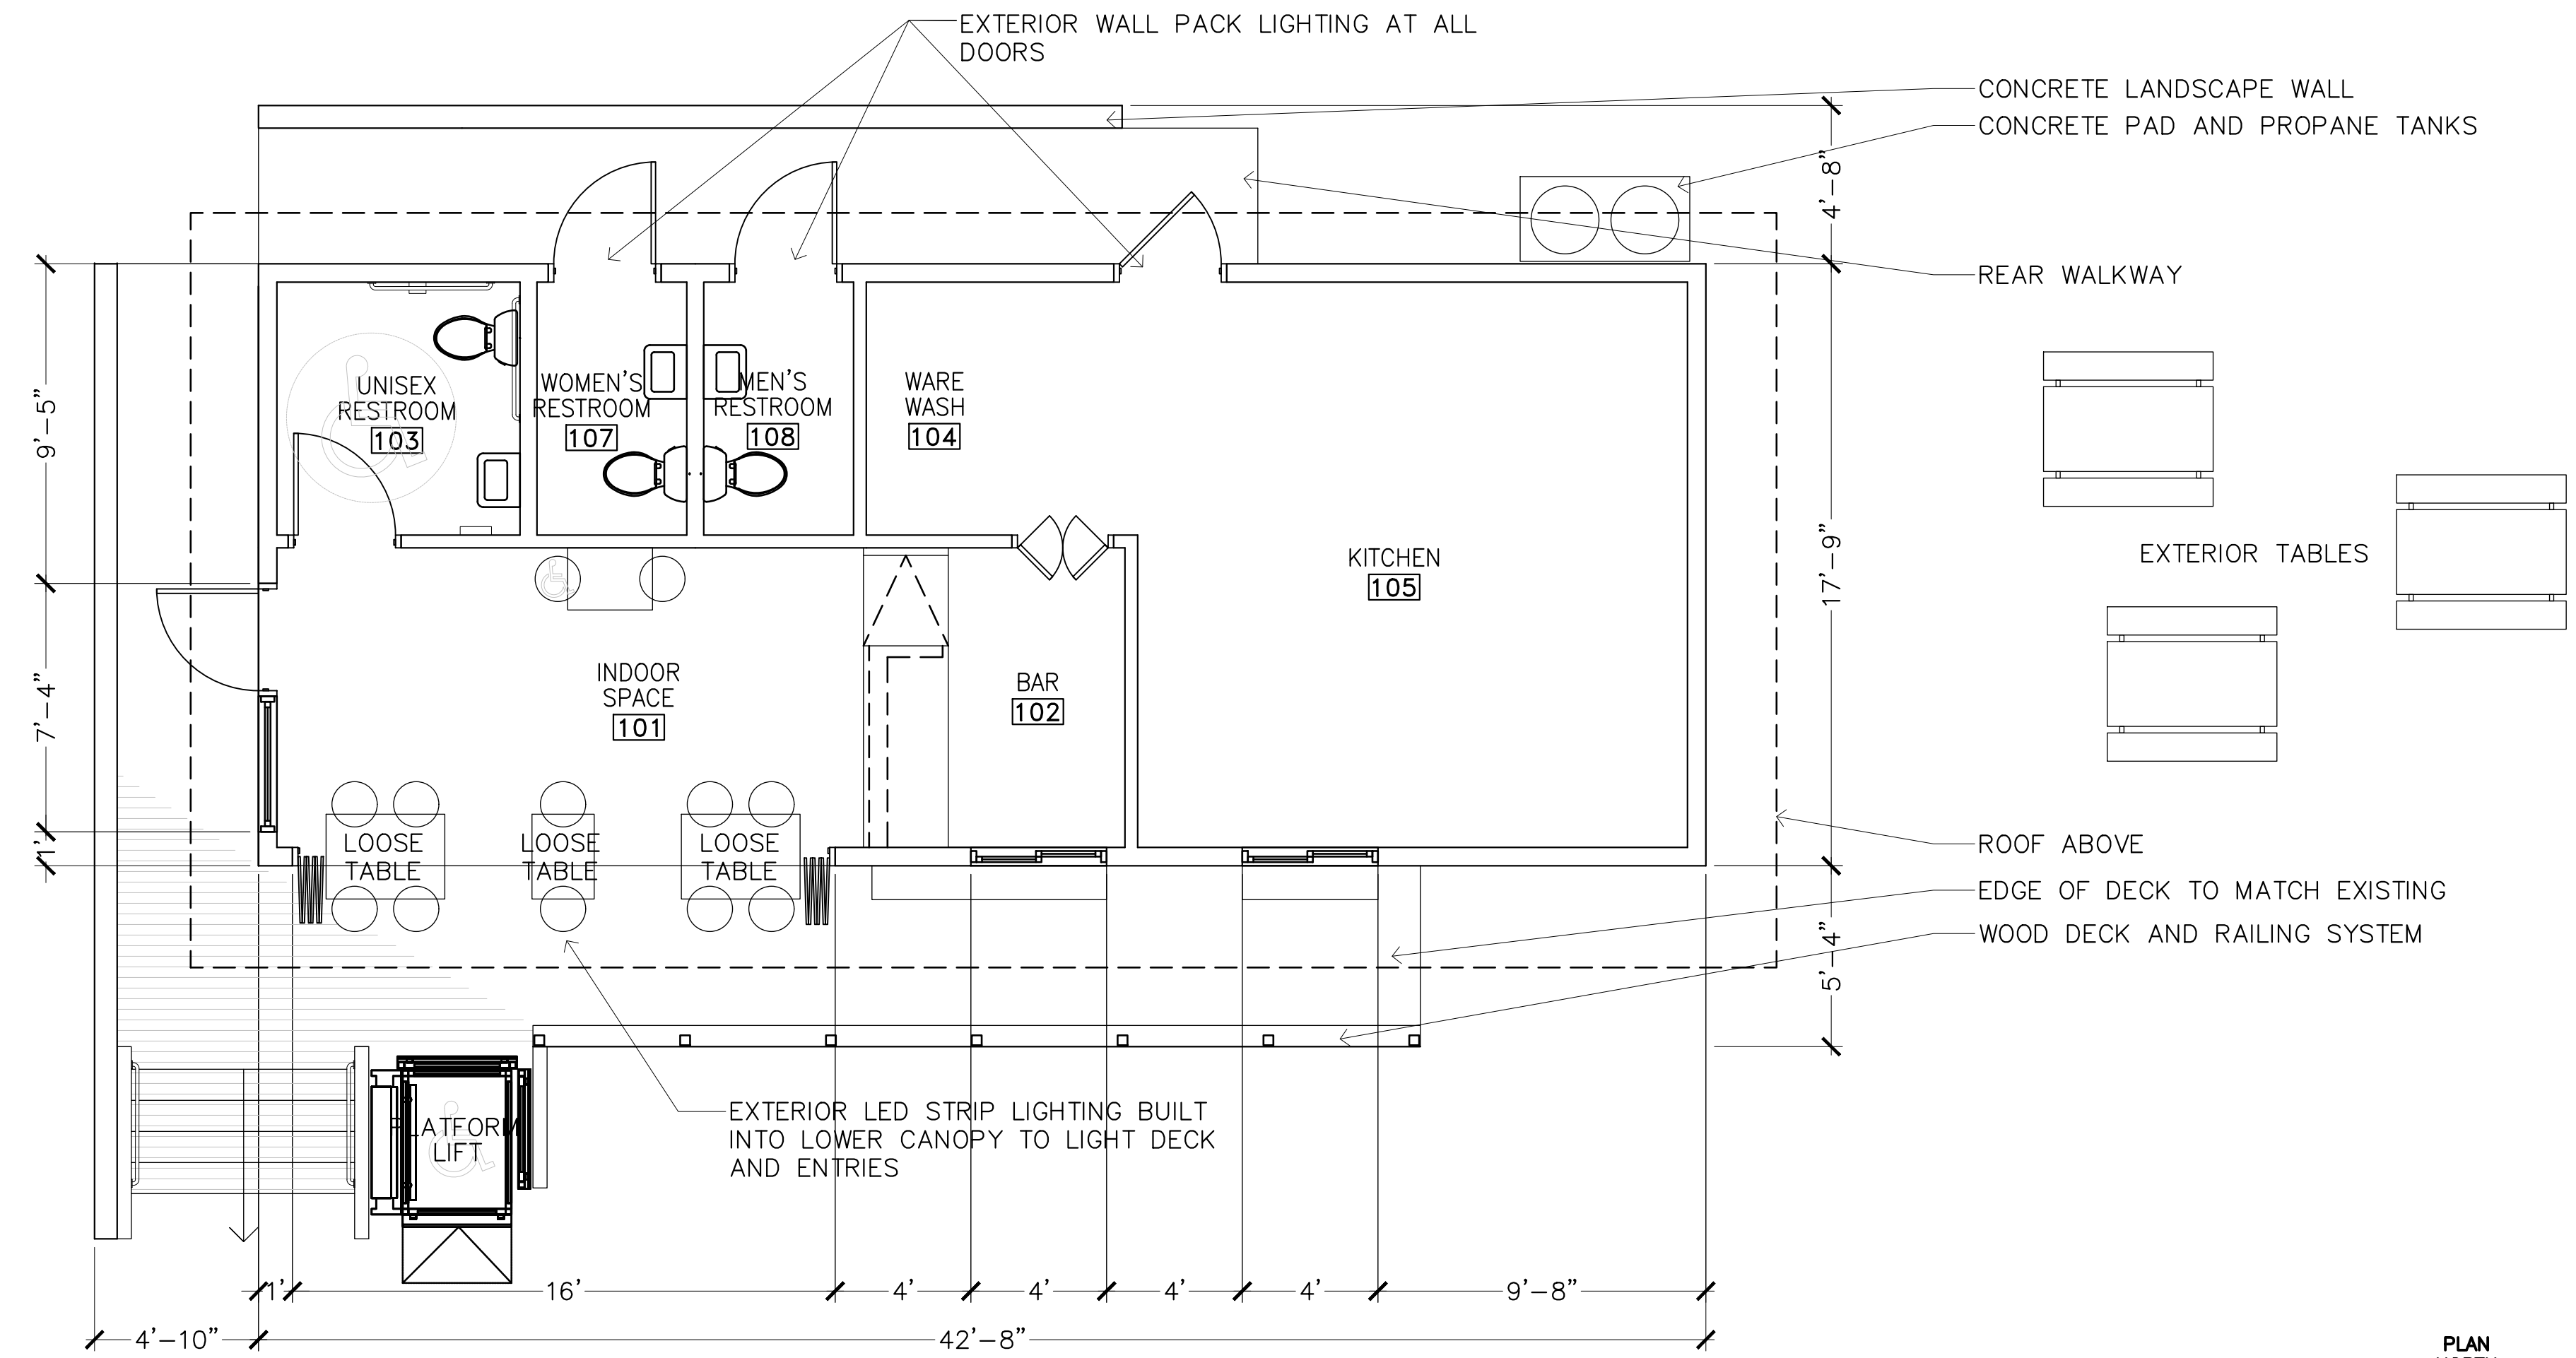 EXTERIOR WALL PACK LIGHTING AT ALL
DOORS
CONCRETE LANDSCAPE WALL
CONCRETE PAD AND PROPANE TANKS
4'-8"
REAR WALKWAY
UNISEX
RESTROOM
103
WOMEN'S
RESTROOM
107
MEN'S
RESTROOM
108
WARE
WASH
104
9'-5"
KITCHEN
105
17'-9"
EXTERIOR TABLES
INDOOR
SPACE
101
BAR
102
7'-4"
1'
LOOSE
TABLE
LOOSE
TABLE
LOOSE
TABLE
ROOF ABOVE
EDGE OF DECK TO MATCH EXISTING
WOOD DECK AND RAILING SYSTEM
5'-4"
PLATFORM
LIFT
EXTERIOR LED STRIP LIGHTING BUILT
INTO LOWER CANOPY TO LIGHT DECK
AND ENTRIES
1'
16'
4'
4'
4'
4'
9'-8"
4'-10"
42'-8"
PLAN